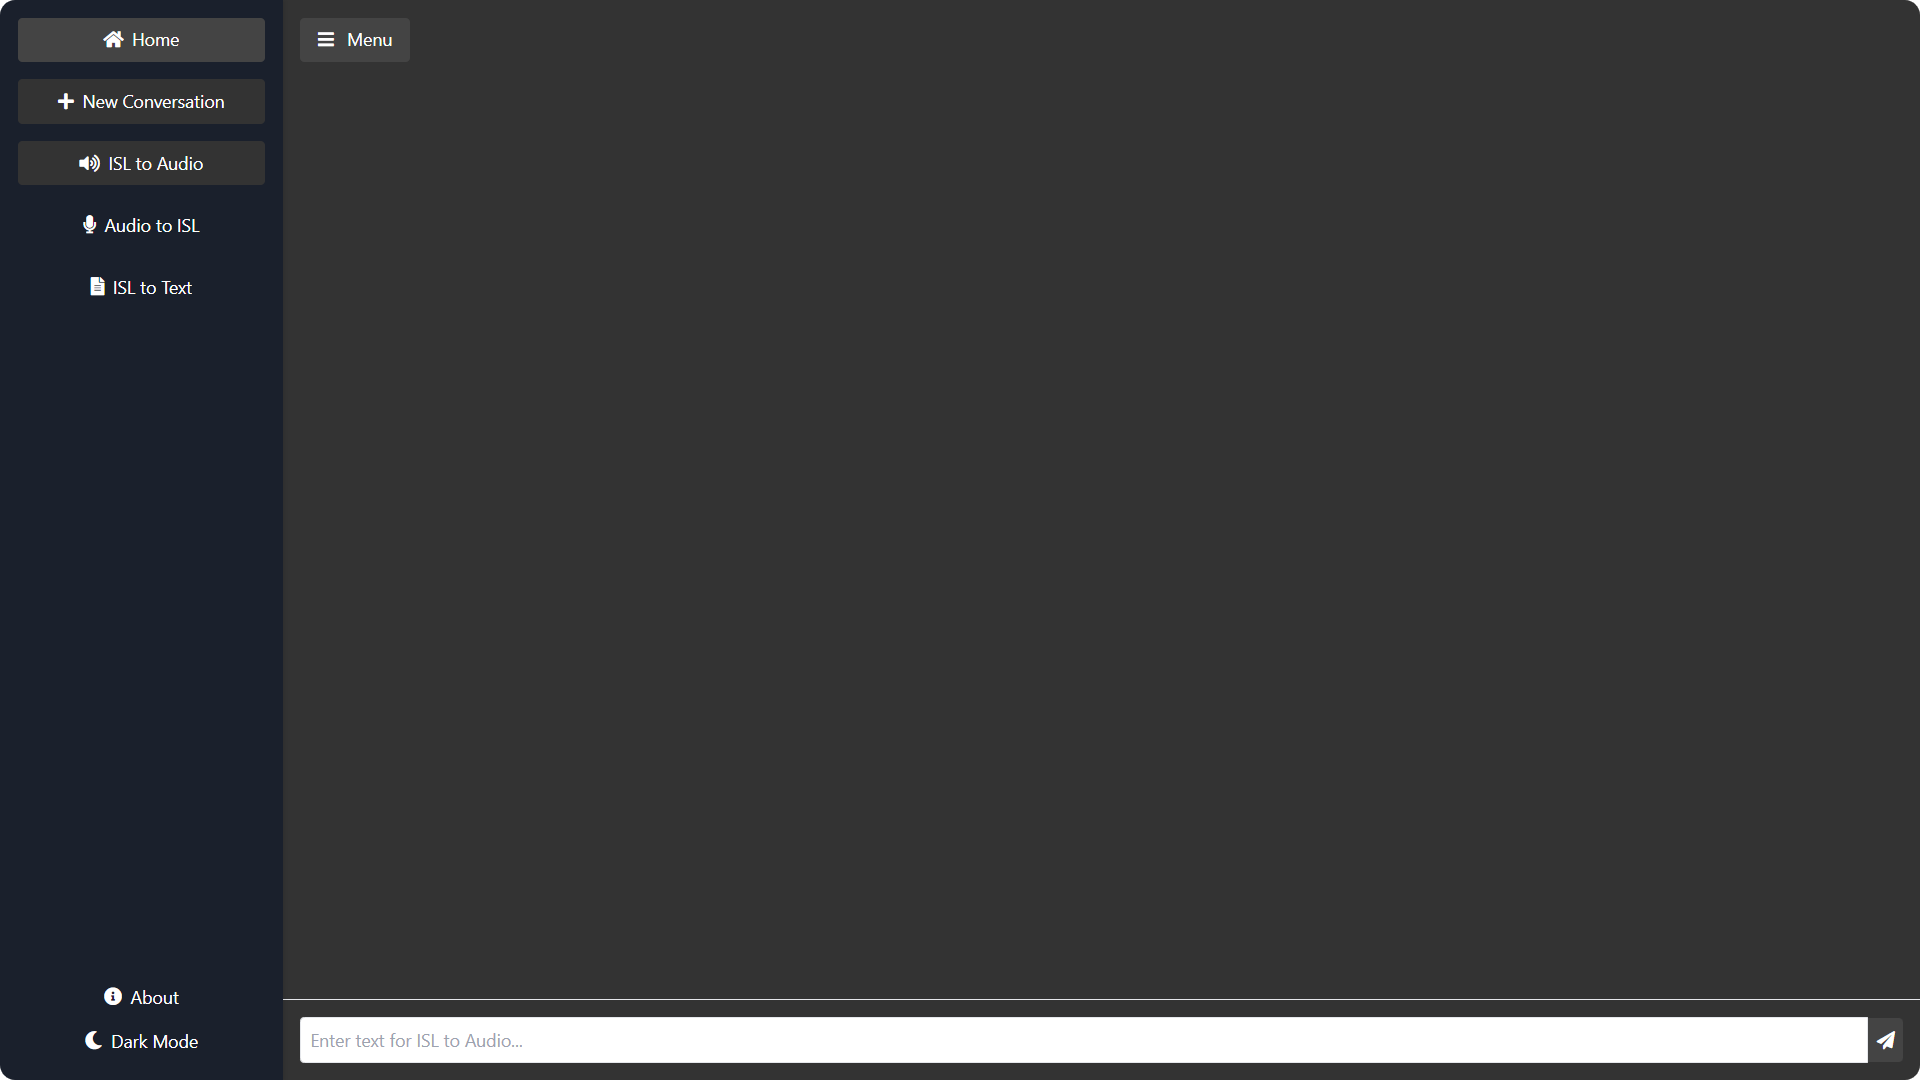 Home
Menu
New Conversation
ISL to Audio
Audio to ISL
ISL to Text
About
Dark Mode
Enter text for ISL to Audio...